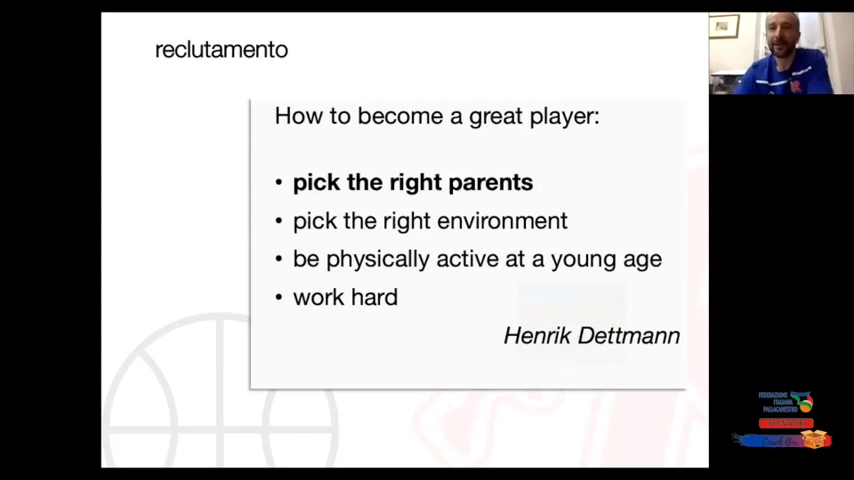 reclutamento
How to become a great player:
• pick the right parents
• pick the right environment
• be physically active at a young age
• work hard
Henrik Dettmann
FEDERAZIONE
ITALIANA
PALLACANESTRO